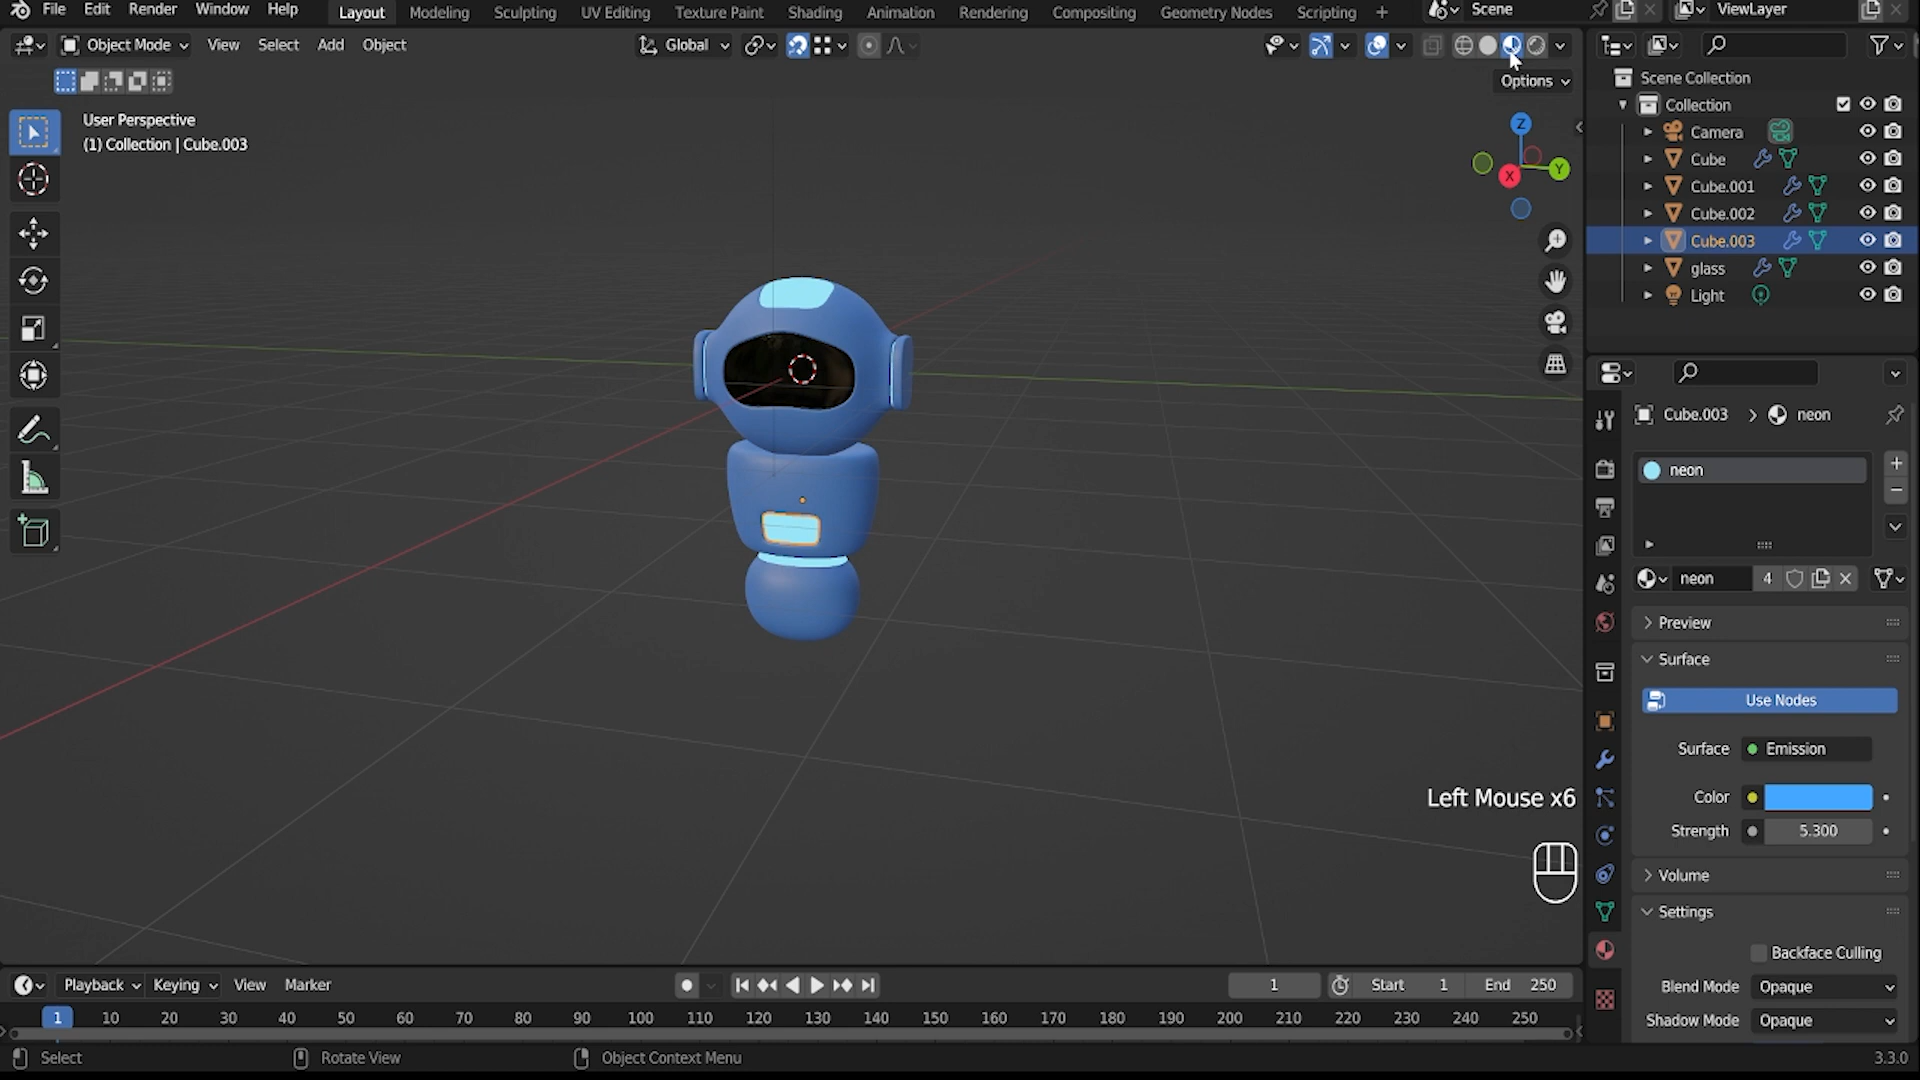 File Edit Render Window Help Layout Modeling Sculpting UV Editing Texture Paint Shading Animation Rendering Compositing Geometry Nodes Scripting + Scene ViewLayer
Object Mode View Select Add Object Global
Options
User Perspective
(1) Collection | Cube.003
Z
Y
X
Scene Collection
Collection
Camera
Cube
Cube.001
Cube.002
Cube.003
glass
Light
Cube.003 > neon
neon
neon 4
Preview
Surface
Use Nodes
Surface Emission
Color
Strength 5.300
Volume
Settings
Backface Culling
Blend Mode Opaque
Shadow Mode Opaque
Left Mouse x6
Playback Keying View Marker 1 Start 1 End 250
1 10 20 30 40 50 60 70 80 90 100 110 120 130 140 150 160 170 180 190 200 210 220 230 240 250
Select Rotate View Object Context Menu 3.3.0